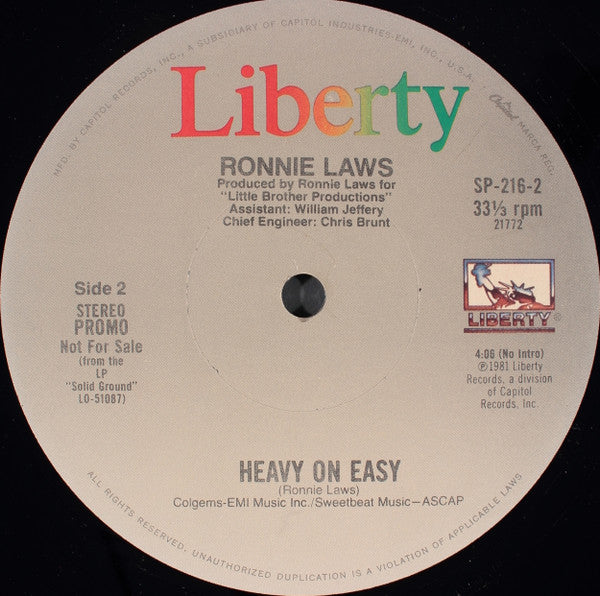 MFD. BY CAPITOL RECORDS, INC., A SUBSIDIARY OF CAPITOL INDUSTRIES-EMI, INC., U.S.A.
Capitol MARCA REG.
Liberty
RONNIE LAWS
Produced by Ronnie Laws for
"Little Brother Productions"
Assistant: William Jeffery
Chief Engineer: Chris Brunt
SP-216-2
33⅓ rpm
21772
Side 2
STEREO
PROMO
Not For Sale
(from the
LP
"Solid Ground"
LO-51087)
LIBERTY®
4:06 (No Intro)
℗1981 Liberty
Records, a division
of Capitol
Records, Inc.
HEAVY ON EASY
(Ronnie Laws)
Colgems-EMI Music Inc./Sweetbeat Music—ASCAP
ALL RIGHTS RESERVED. UNAUTHORIZED DUPLICATION IS A VIOLATION OF APPLICABLE LAWS